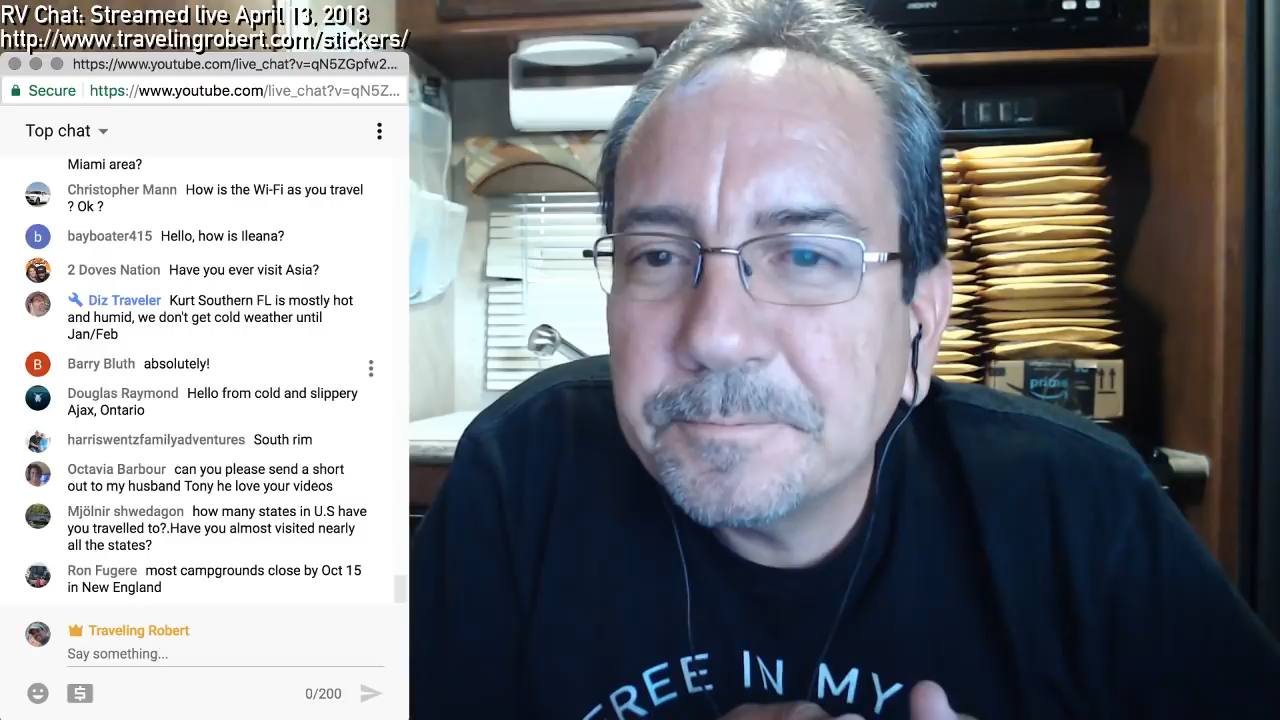 RV Chat: Streamed live April 13, 2018
http://www.travelingrobert.com/stickers/
https://www.youtube.com/live_chat?v=qN5ZGpfw2...
Secure https://www.youtube.com/live_chat?v=qN5Z...
Top chat
Miami area?
Christopher Mann How is the Wi-Fi as you travel
? Ok ?
b bayboater415 Hello, how is Ileana?
2 Doves Nation Have you ever visit Asia?
Diz Traveler Kurt Southern FL is mostly hot
and humid, we don't get cold weather until
Jan/Feb
B Barry Bluth absolutely!
Douglas Raymond Hello from cold and slippery
Ajax, Ontario
harriswentzfamilyadventures South rim
Octavia Barbour can you please send a short
out to my husband Tony he love your videos
Mjölnir shwedagon how many states in U.S have
you travelled to?.Have you almost visited nearly
all the states?
Ron Fugere most campgrounds close by Oct 15
in New England
Traveling Robert
Say something...
$ 0/200
SONY
prime
FREE IN MY